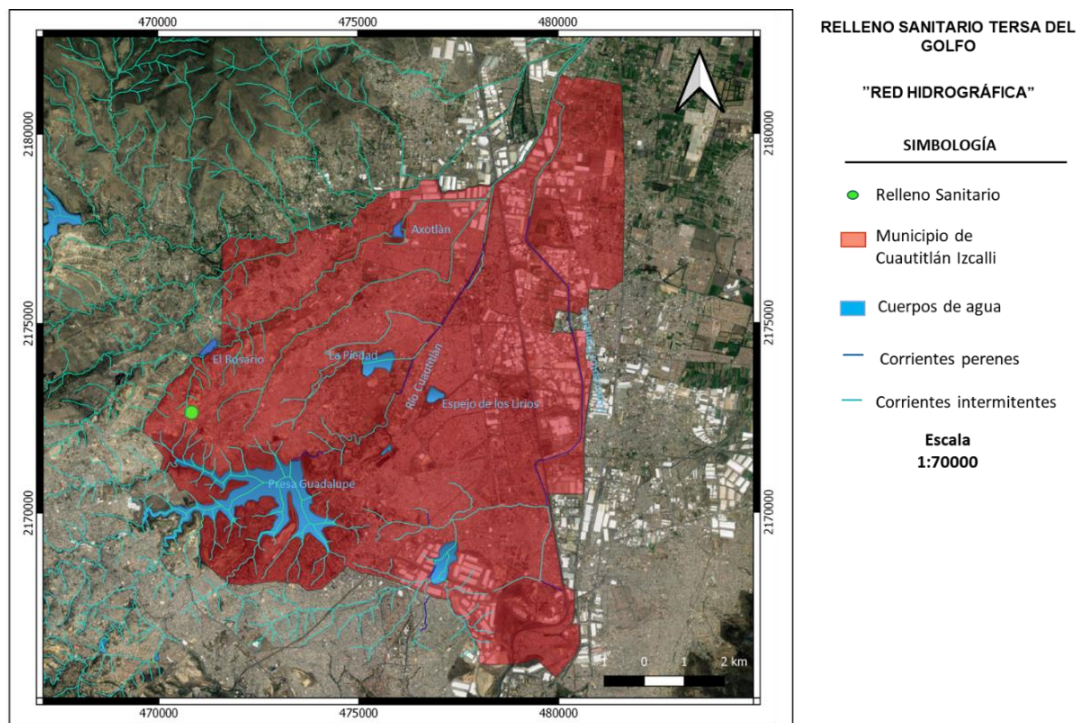 470000 475000 480000
RELLENO SANITARIO TERSA DEL
GOLFO
"RED HIDROGRÁFICA"
SIMBOLOGÍA
Relleno Sanitario
Municipio de
Cuautitlán Izcalli
Cuerpos de agua
Corrientes perenes
Corrientes intermitentes
Escala
1:70000
2180000 2180000
Axotlán
2175000 2175000
El Rosario
La Piedad
Río Cuautitlán
Espejo de los Lirios
Presa Guadalupe
2170000 2170000
1 0 1 2 km
470000 475000 480000